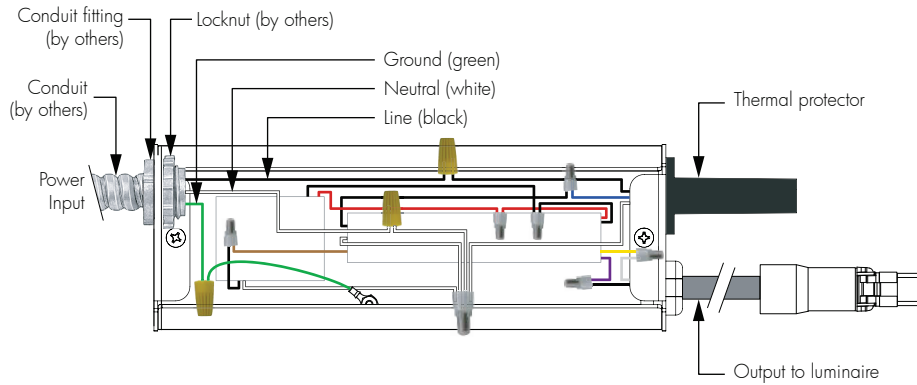 Conduit fitting
(by others)
Locknut (by others)
Ground (green)
Neutral (white)
Line (black)
Conduit
(by others)
Thermal protector
Power
Input
Output to luminaire